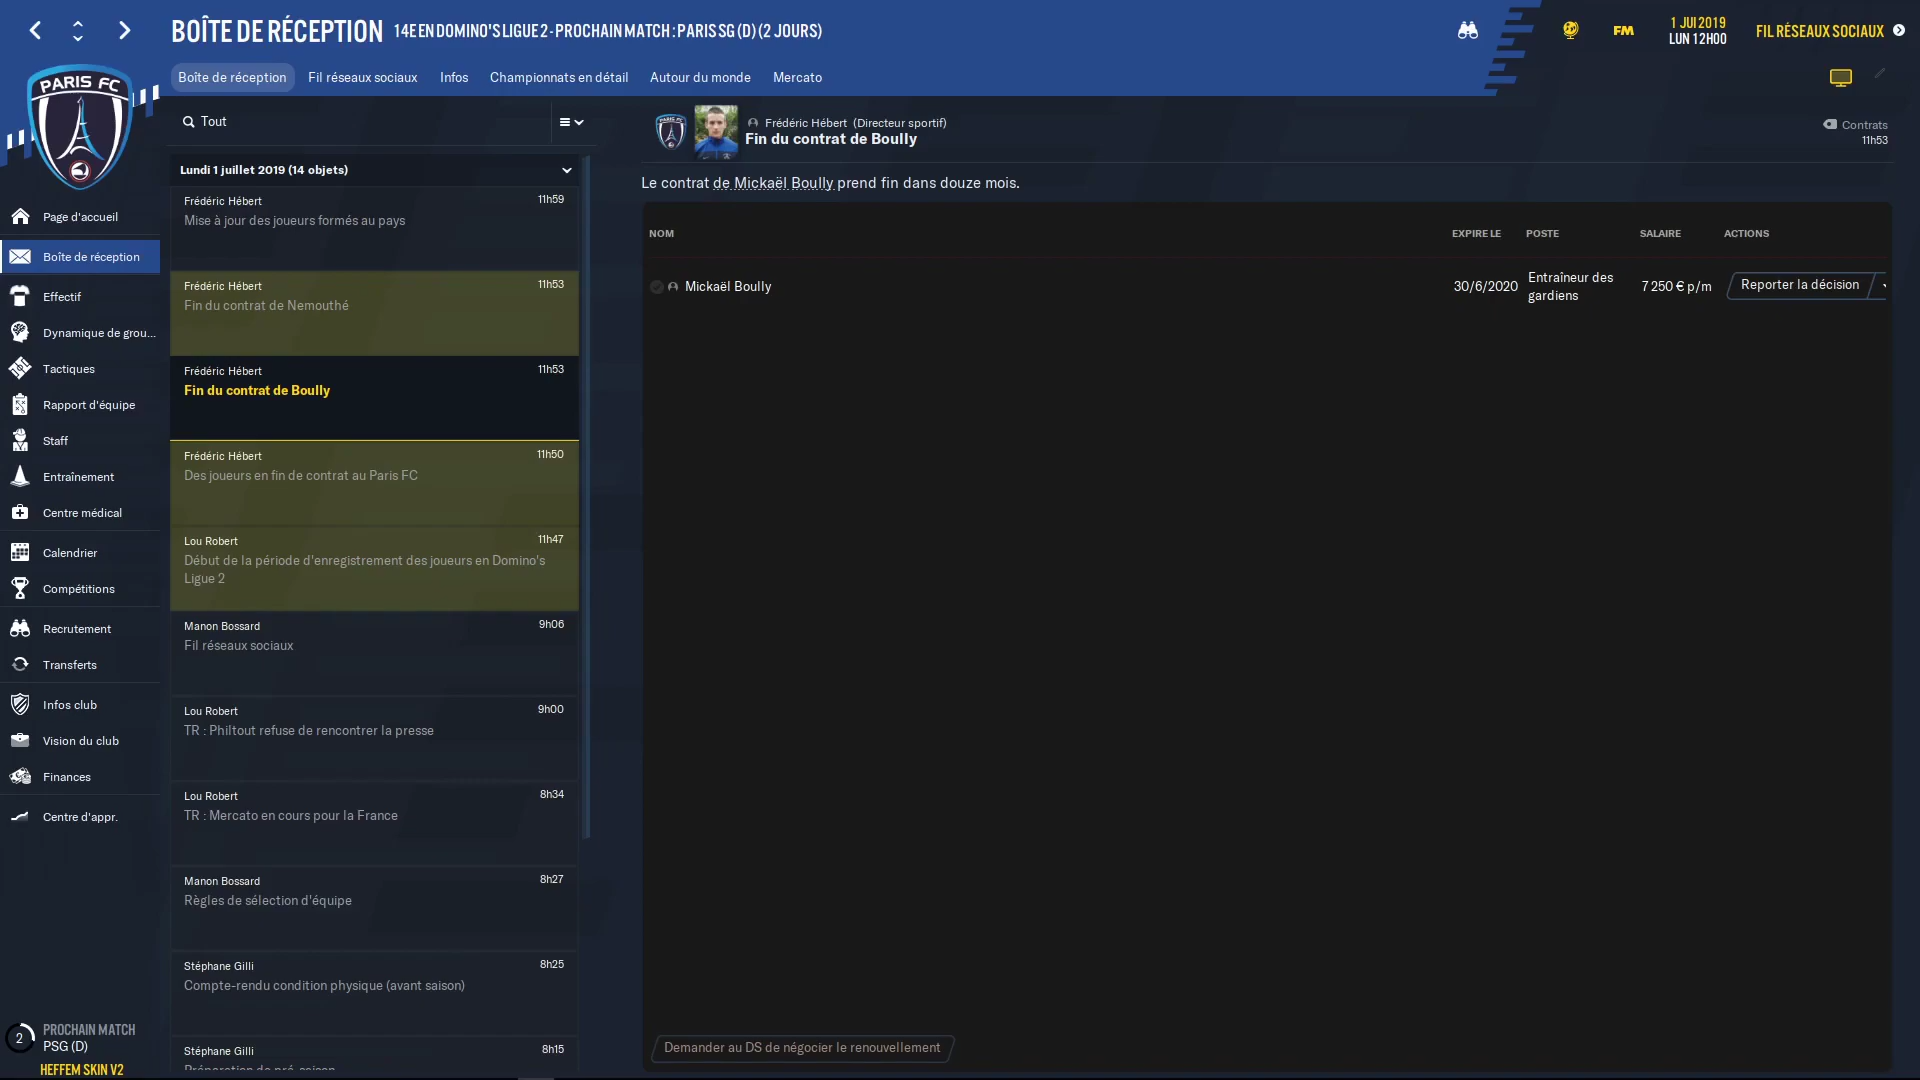 BOÎTE DE RÉCEPTION
14E EN DOMINO'S LIGUE 2 - PROCHAIN MATCH : PARIS SG (D) (2 JOURS)
FM
1 JUI 2019
LUN 12H00
FIL RÉSEAUX SOCIAUX
Boîte de réception
Fil réseaux sociaux
Infos
Championnats en détail
Autour du monde
Mercato
PARIS FC
Page d'accueil
Boîte de réception
Effectif
Dynamique de grou...
Tactiques
Rapport d'équipe
Staff
Entraînement
Centre médical
Calendrier
Compétitions
Recrutement
Transferts
Infos club
Vision du club
Finances
Centre d'appr.
2
PROCHAIN MATCH
PSG (D)
HEFFEM SKIN V2
Tout
Lundi 1 juillet 2019 (14 objets)
Frédéric Hébert 11h59
Mise à jour des joueurs formés au pays
Frédéric Hébert 11h53
Fin du contrat de Nemouthé
Frédéric Hébert 11h53
Fin du contrat de Boully
Frédéric Hébert 11h50
Des joueurs en fin de contrat au Paris FC
Lou Robert 11h47
Début de la période d'enregistrement des joueurs en Domino's
Ligue 2
Manon Bossard 9h06
Fil réseaux sociaux
Lou Robert 9h00
TR : Philtout refuse de rencontrer la presse
Lou Robert 8h34
TR : Mercato en cours pour la France
Manon Bossard 8h27
Règles de sélection d'équipe
Stéphane Gilli 8h25
Compte-rendu condition physique (avant saison)
Stéphane Gilli 8h15
Préparation de pré-saison
PARIS FC
Frédéric Hébert (Directeur sportif)
Fin du contrat de Boully
Contrats
11h53
Le contrat de Mickaël Boully prend fin dans douze mois.
NOM EXPIRE LE POSTE SALAIRE ACTIONS
Mickaël Boully 30/6/2020 Entraîneur des gardiens 7 250 € p/m Reporter la décision
Demander au DS de négocier le renouvellement